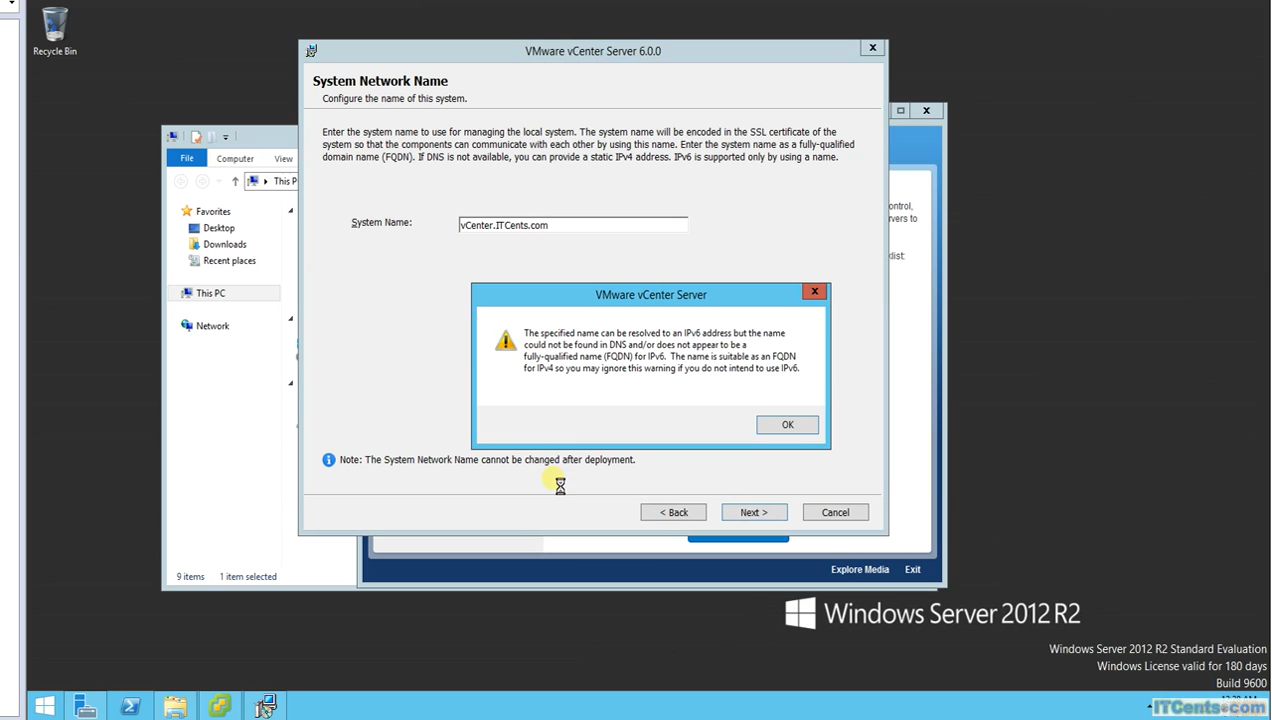 Recycle Bin
VMware vCenter Server 6.0.0
System Network Name
Configure the name of this system.
Enter the system name to use for managing the local system. The system name will be encoded in the SSL certificate of the
system so that the components can communicate with each other by using this name. Enter the system name as a fully-qualified
domain name (FQDN). If DNS is not available, you can provide a static IPv4 address. IPv6 is supported only by using a name.
System Name:
vCenter.ITCents.com
VMware vCenter Server
The specified name can be resolved to an IPv6 address but the name
could not be found in DNS and/or does not appear to be a
fully-qualified name (FQDN) for IPv6. The name is suitable as an FQDN
for IPv4 so you may ignore this warning if you do not intend to use IPv6.
OK
Note: The System Network Name cannot be changed after deployment.
< Back
Next >
Cancel
File
Computer
View
This P
Favorites
Desktop
Downloads
Recent places
This PC
Network
9 items
1 item selected
control,
ervers to
list:
Explore Media
Exit
Windows Server 2012 R2
Windows Server 2012 R2 Standard Evaluation
Windows License valid for 180 days
Build 9600
ITCents.com